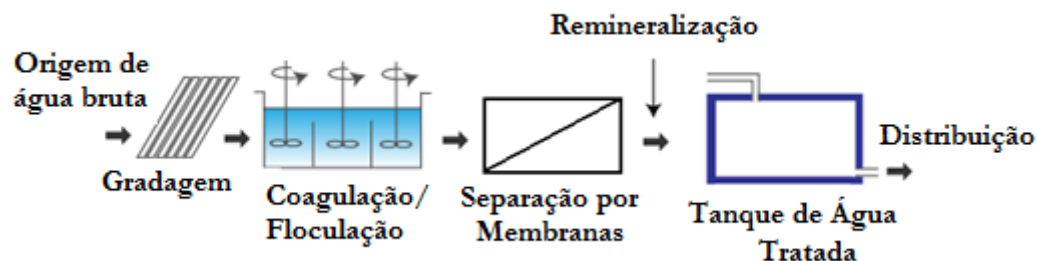 Remineralização
Origem de
água bruta
Gradagem
Coagulação/
Floculação
Separação por
Membranas
Tanque de Água
Tratada
Distribuição